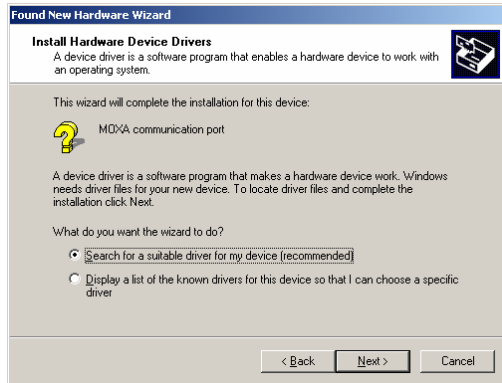 Found New Hardware Wizard
Install Hardware Device Drivers
A device driver is a software program that enables a hardware device to work with
an operating system.
This wizard will complete the installation for this device:
MOXA communication port
A device driver is a software program that makes a hardware device work. Windows
needs driver files for your new device. To locate driver files and complete the
installation click Next.
What do you want the wizard to do?
Search for a suitable driver for my device (recommended)
Display a list of the known drivers for this device so that I can choose a specific
driver
< Back Next > Cancel